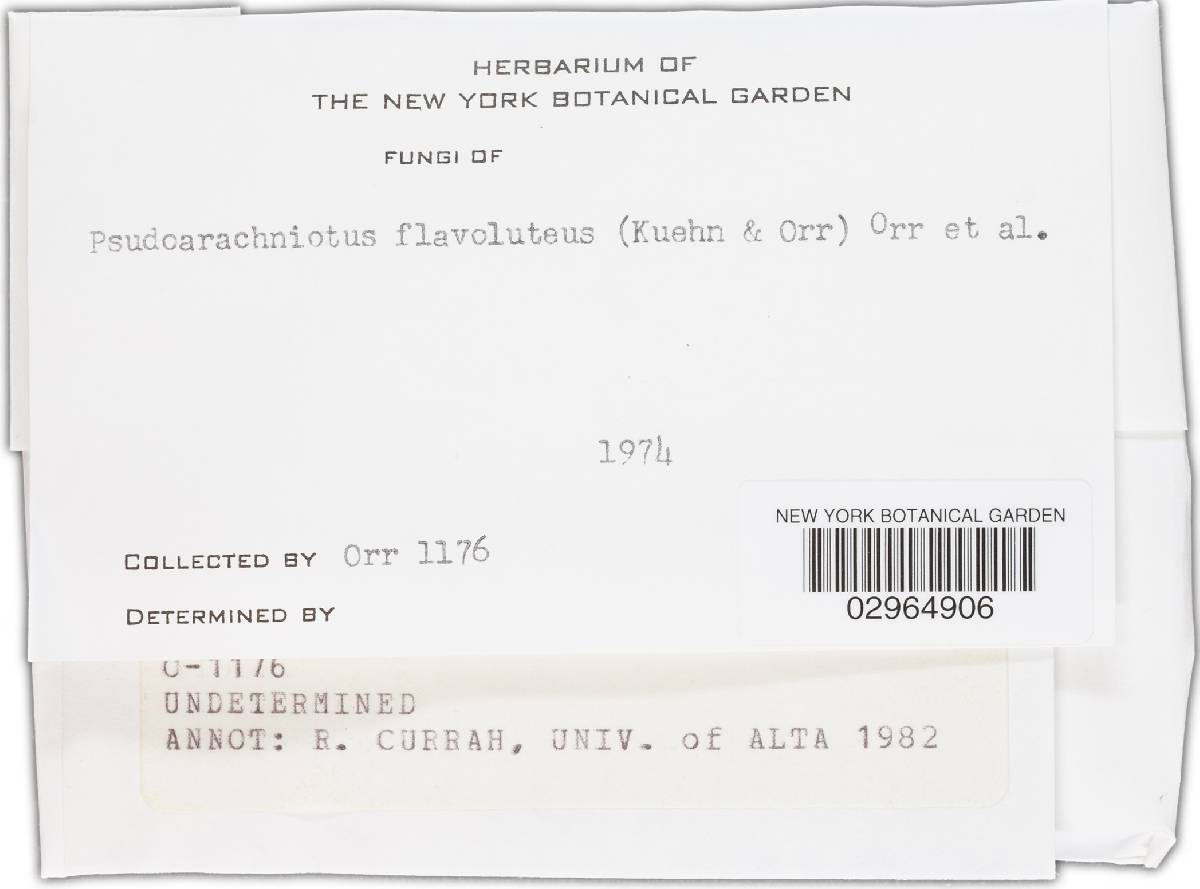 HERBARIUM OF
THE NEW YORK BOTANICAL GARDEN
FUNGI OF
Psudoarachniotus flavoluteus (Kuehn & Orr) Orr et al.
1974
NEW YORK BOTANICAL GARDEN
02964906
COLLECTED BY Orr 1176
DETERMINED BY
O-1176
UNDETERMINED
ANNOT: R. CURRAH, UNIV. of ALTA 1982